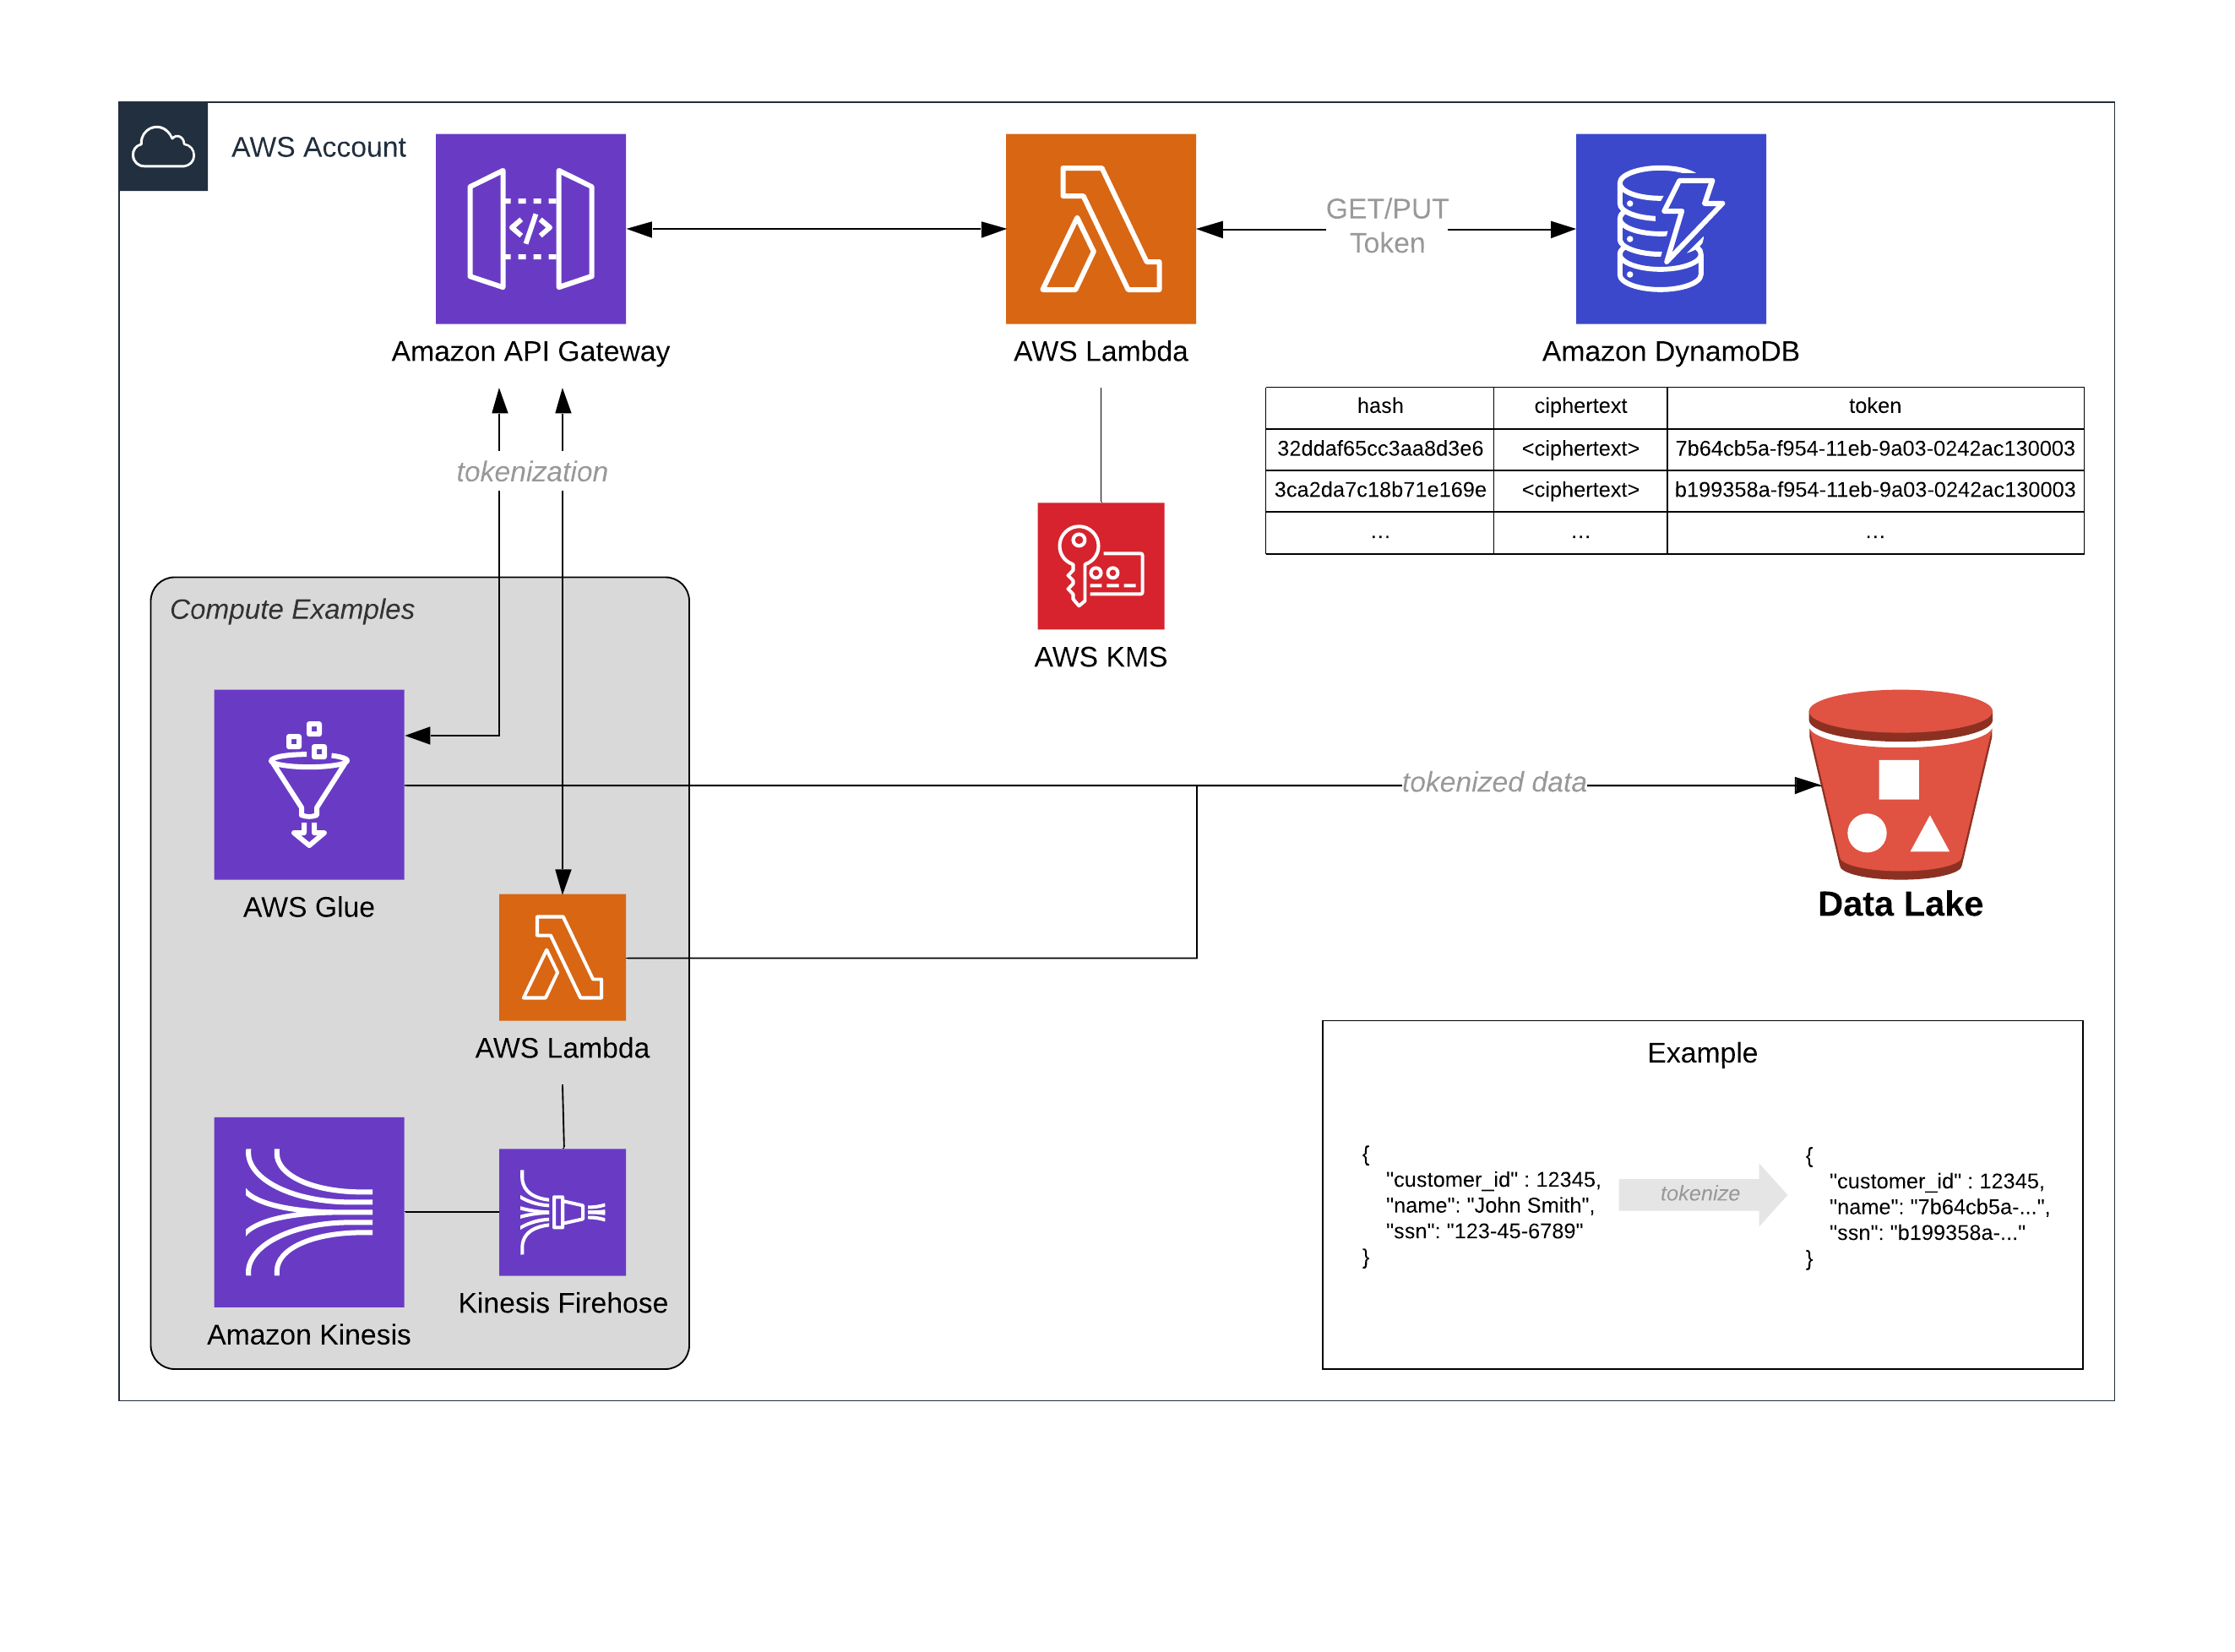 AWS Account
Amazon API Gateway
AWS Lambda
GET/PUT
Token
Amazon DynamoDB
hash ciphertext token
32ddaf65cc3aa8d3e6 <ciphertext> 7b64cb5a-f954-11eb-9a03-0242ac130003
3ca2da7c18b71e169e <ciphertext> b199358a-f954-11eb-9a03-0242ac130003
... ... ...
tokenization
AWS KMS
Compute Examples
AWS Glue
tokenized data
Data Lake
AWS Lambda
Amazon Kinesis
Kinesis Firehose
Example
{
"customer_id" : 12345,
"name": "John Smith",
"ssn": "123-45-6789"
}
tokenize
{
"customer_id" : 12345,
"name": "7b64cb5a-...",
"ssn": "b199358a-..."
}